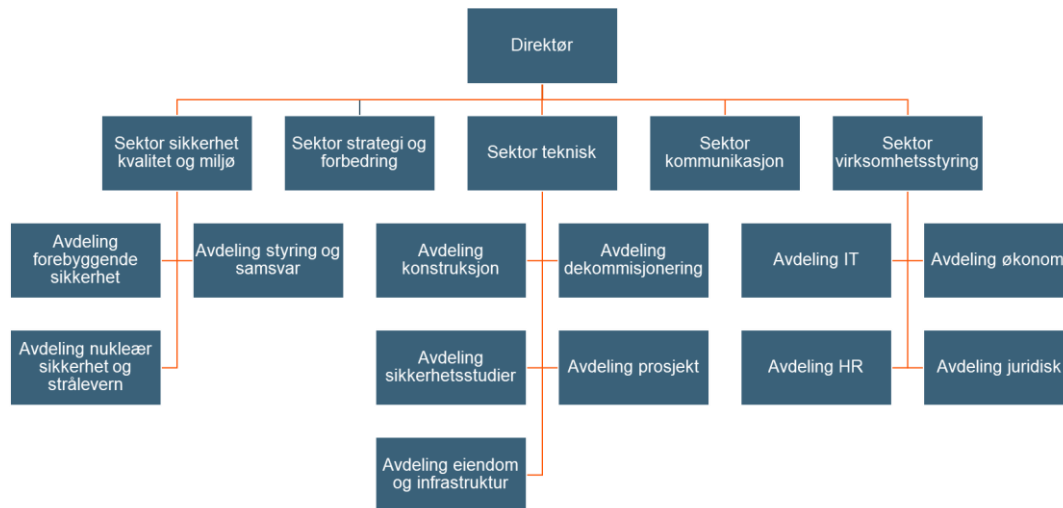 Direktør
Sektor sikkerhet
kvalitet og miljø
Sektor strategi og
forbedring
Sektor teknisk
Sektor
kommunikasjon
Sektor
virksomhetsstyring
Avdeling
forebyggende
sikkerhet
Avdeling styring og
samsvar
Avdeling
konstruksjon
Avdeling
dekommisjonering
Avdeling IT
Avdeling økonom
Avdeling nukleær
sikkerhet og
strålevern
Avdeling
sikkerhetsstudier
Avdeling prosjekt
Avdeling HR
Avdeling juridisk
Avdeling eiendom
og infrastruktur